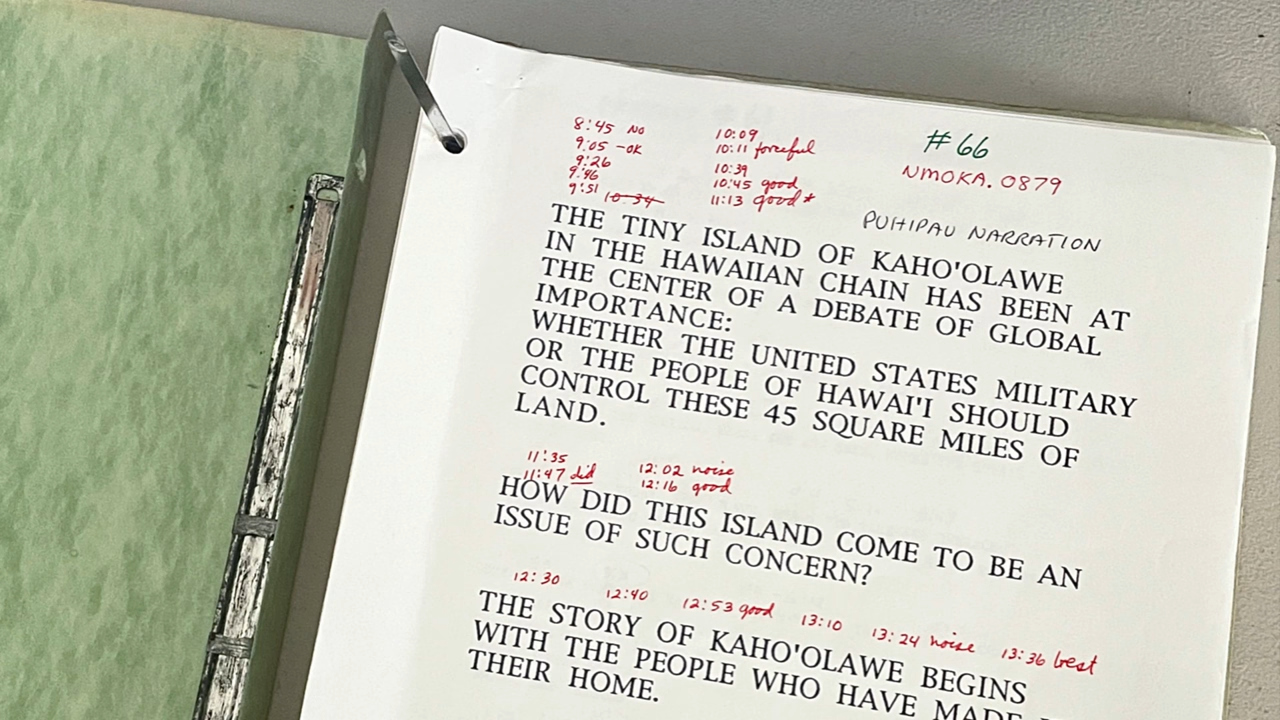 8:45 NO
9:05 -OK
9:26
9:46
9:51
10:34
10:09
10:11 forceful
10:39
10:45 good
11:13 good*
#66
NMOKA.0879
PUHIPAU NARRATION
THE TINY ISLAND OF KAHO'OLAWE
IN THE HAWAIIAN CHAIN HAS BEEN AT
THE CENTER OF A DEBATE OF GLOBAL
IMPORTANCE:
WHETHER THE UNITED STATES MILITARY
OR THE PEOPLE OF HAWAI'I SHOULD
CONTROL THESE 45 SQUARE MILES OF
LAND.
11:35
11:47 did
12:02 noise
12:16 good
HOW DID THIS ISLAND COME TO BE AN
ISSUE OF SUCH CONCERN?
12:30 12:40 12:53 good 13:10 13:24 noise 13:36 best
THE STORY OF KAHO'OLAWE BEGINS
WITH THE PEOPLE WHO HAVE MADE
THEIR HOME.